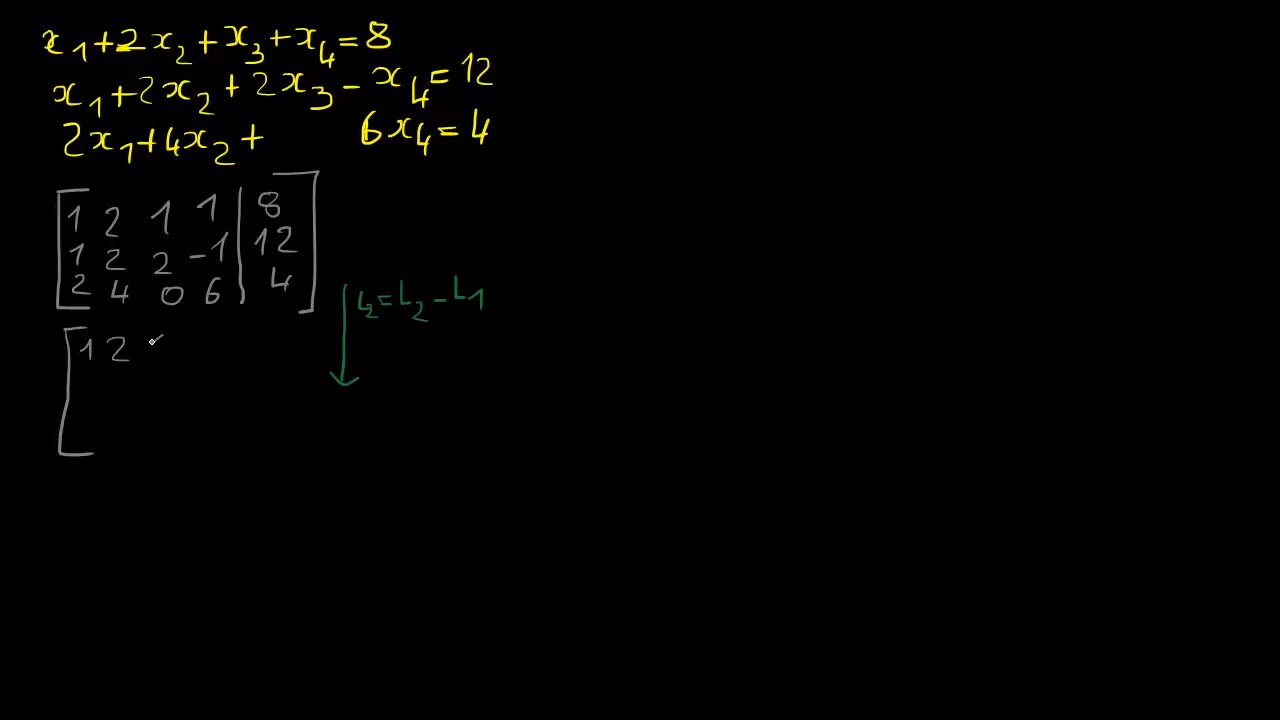 x₁+2x₂+x₃+x₄=8
x₁+2x₂+2x₃-x₄=12
2x₁+4x₂+ 6x₄=4
1 2 1 1 | 8
1 2 2 -1 | 12
2 4 0 6 | 4
L₂=L₂-L₁
1 2